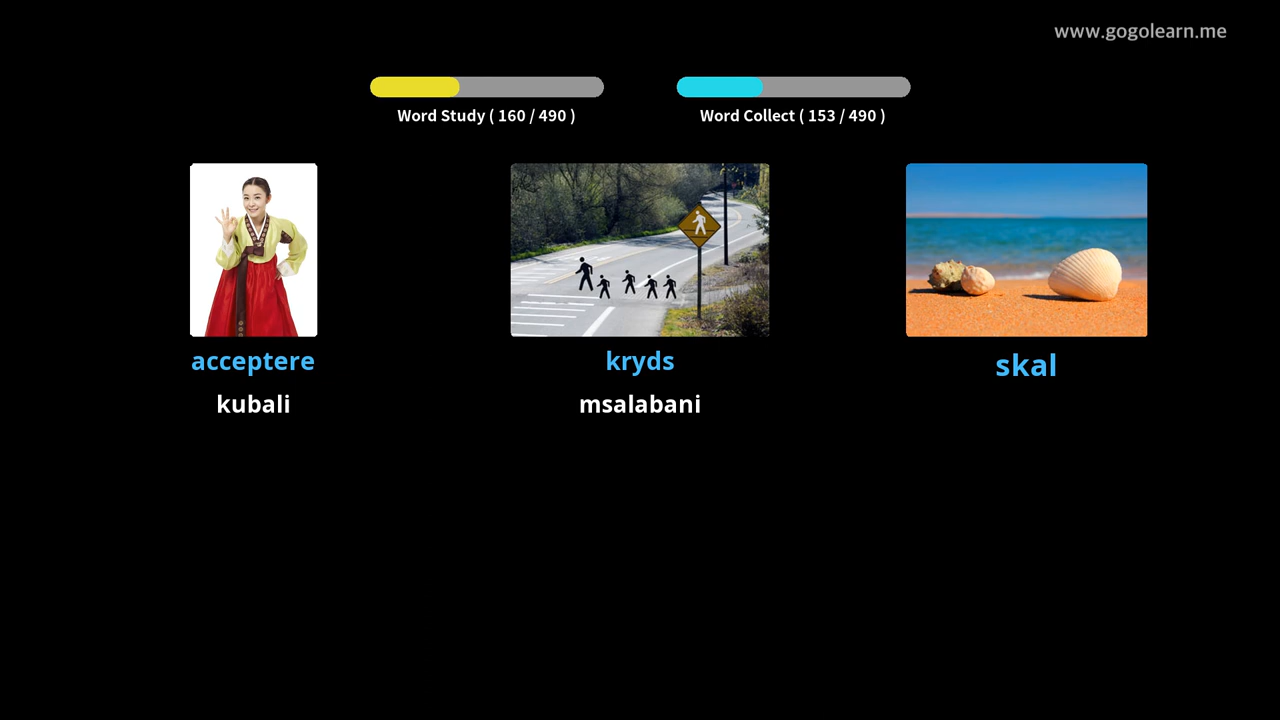 www.gogolearn.me
Word Study ( 160 / 490 )
Word Collect ( 153 / 490 )
acceptere
kryds
skal
kubali
msalabani